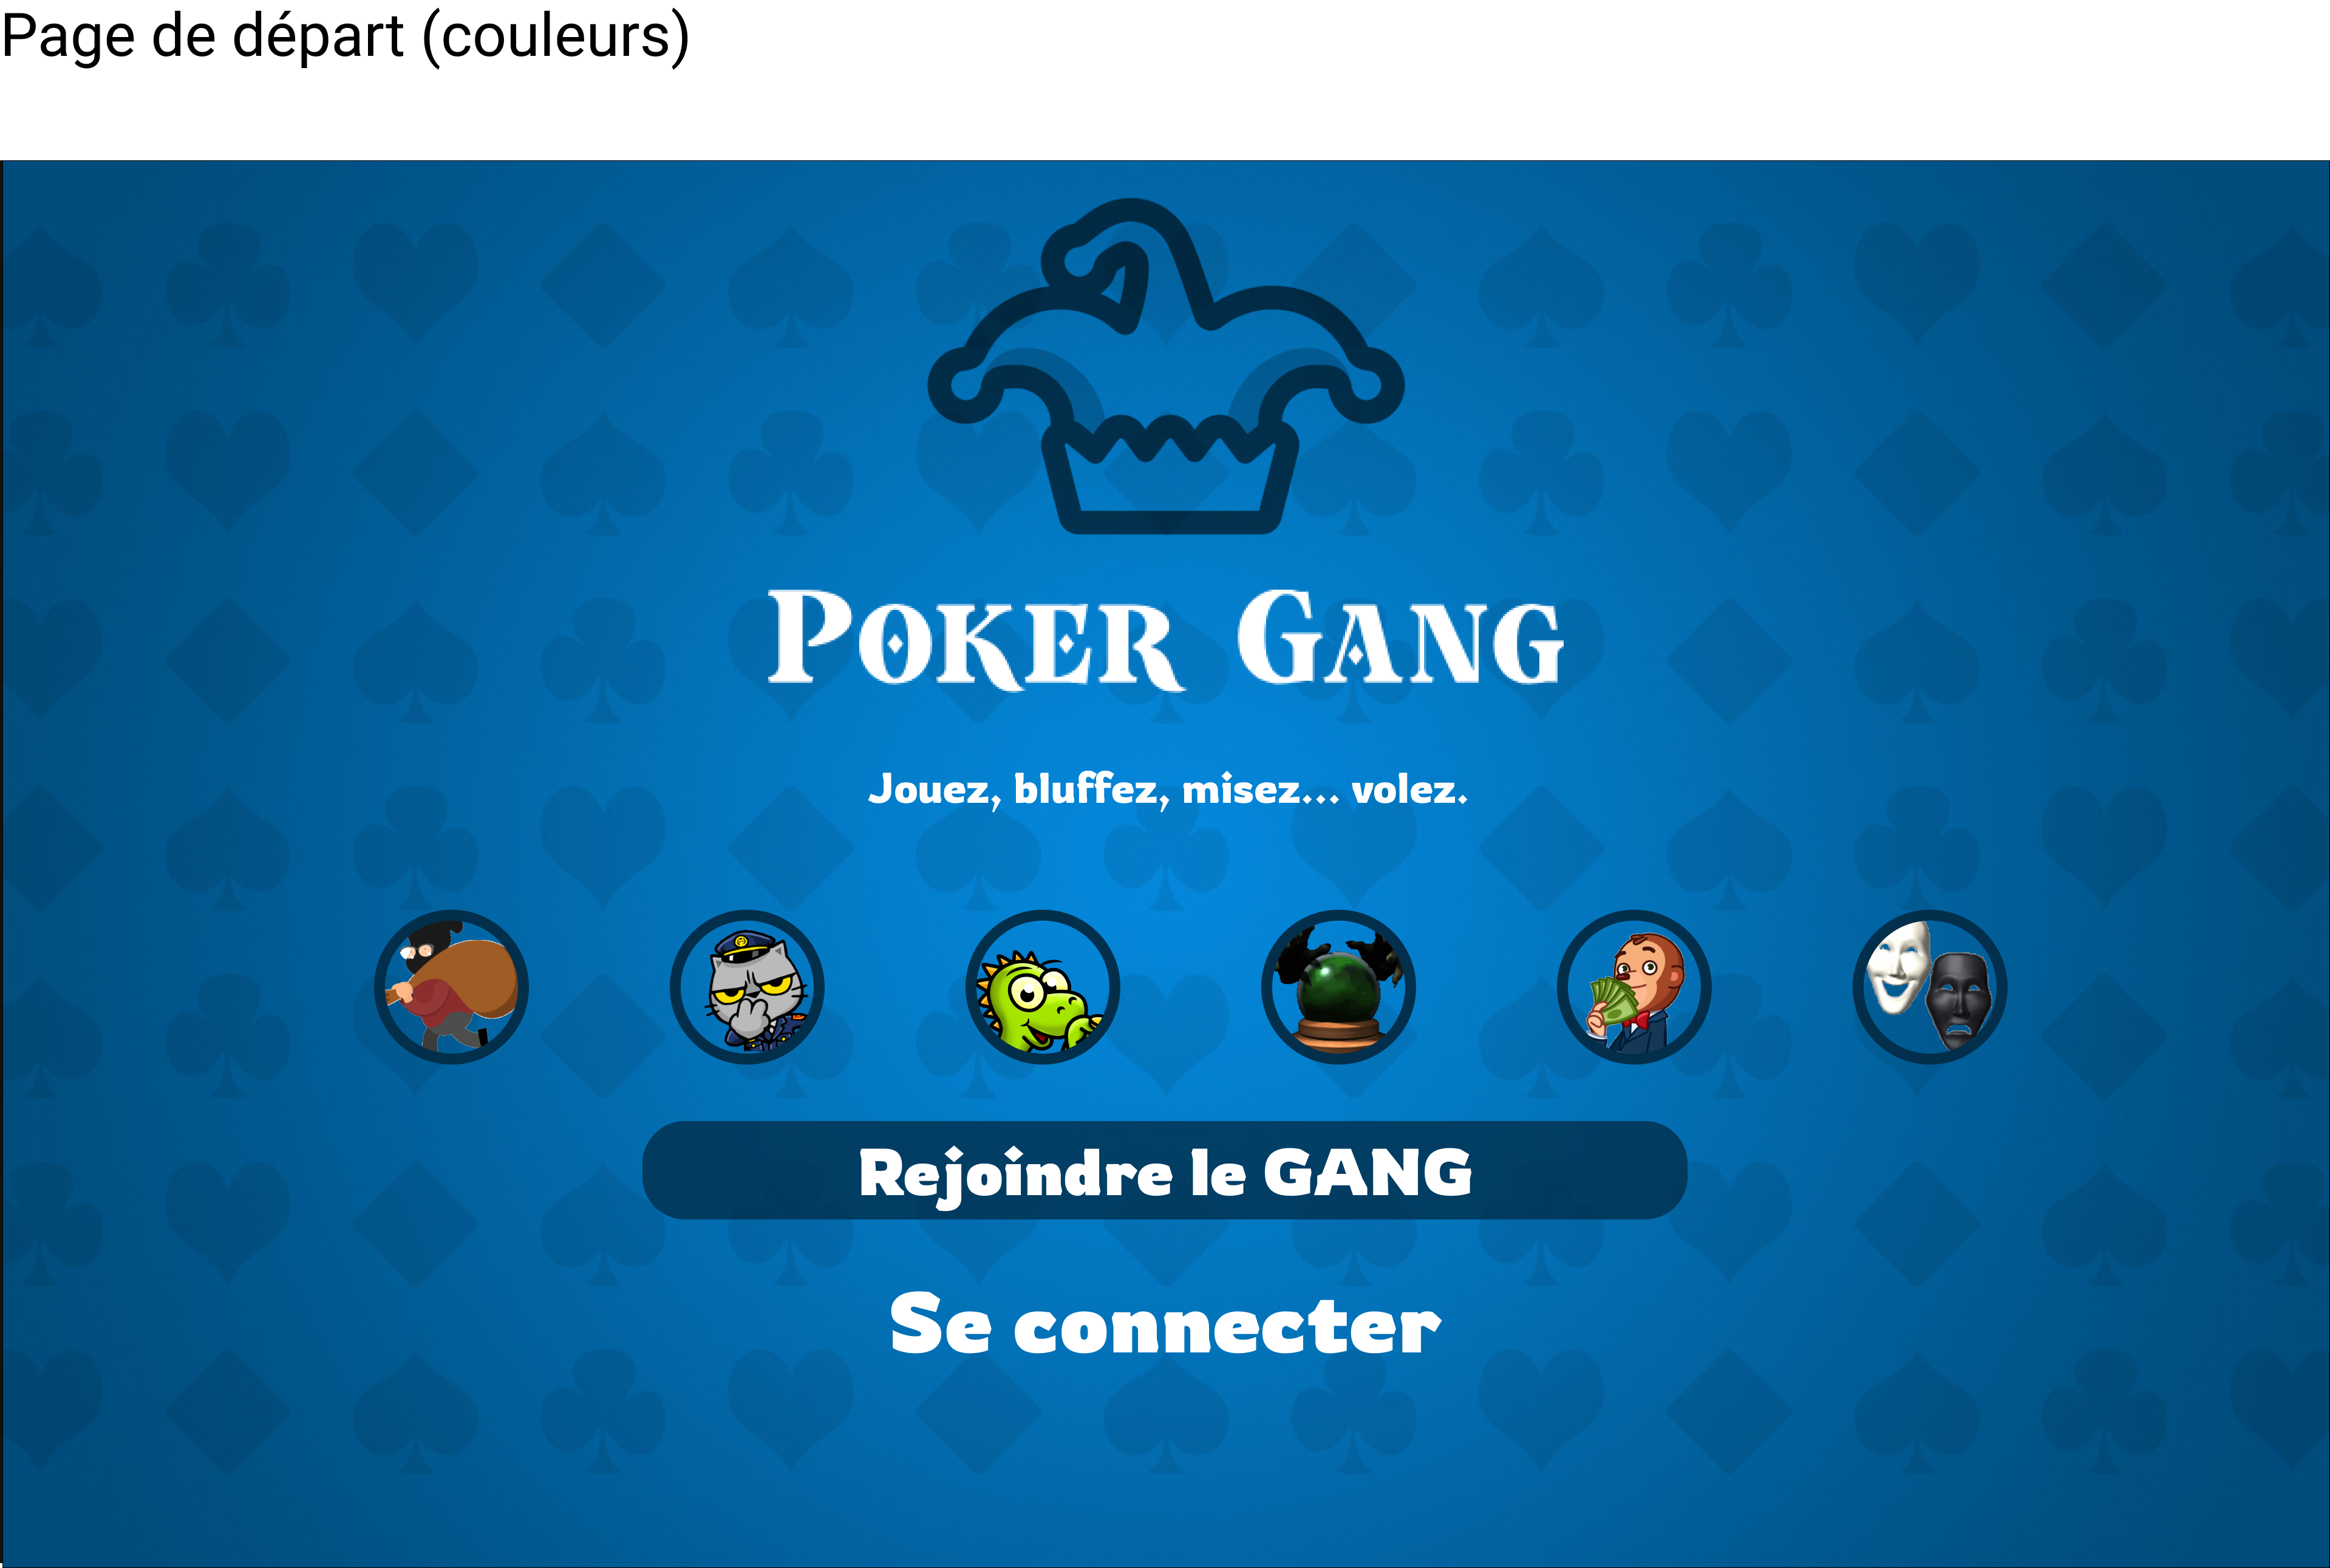 Page de départ (couleurs)
POKER GANG
Jouez, bluffez, misez... volez.
Rejoindre le GANG
Se connecter